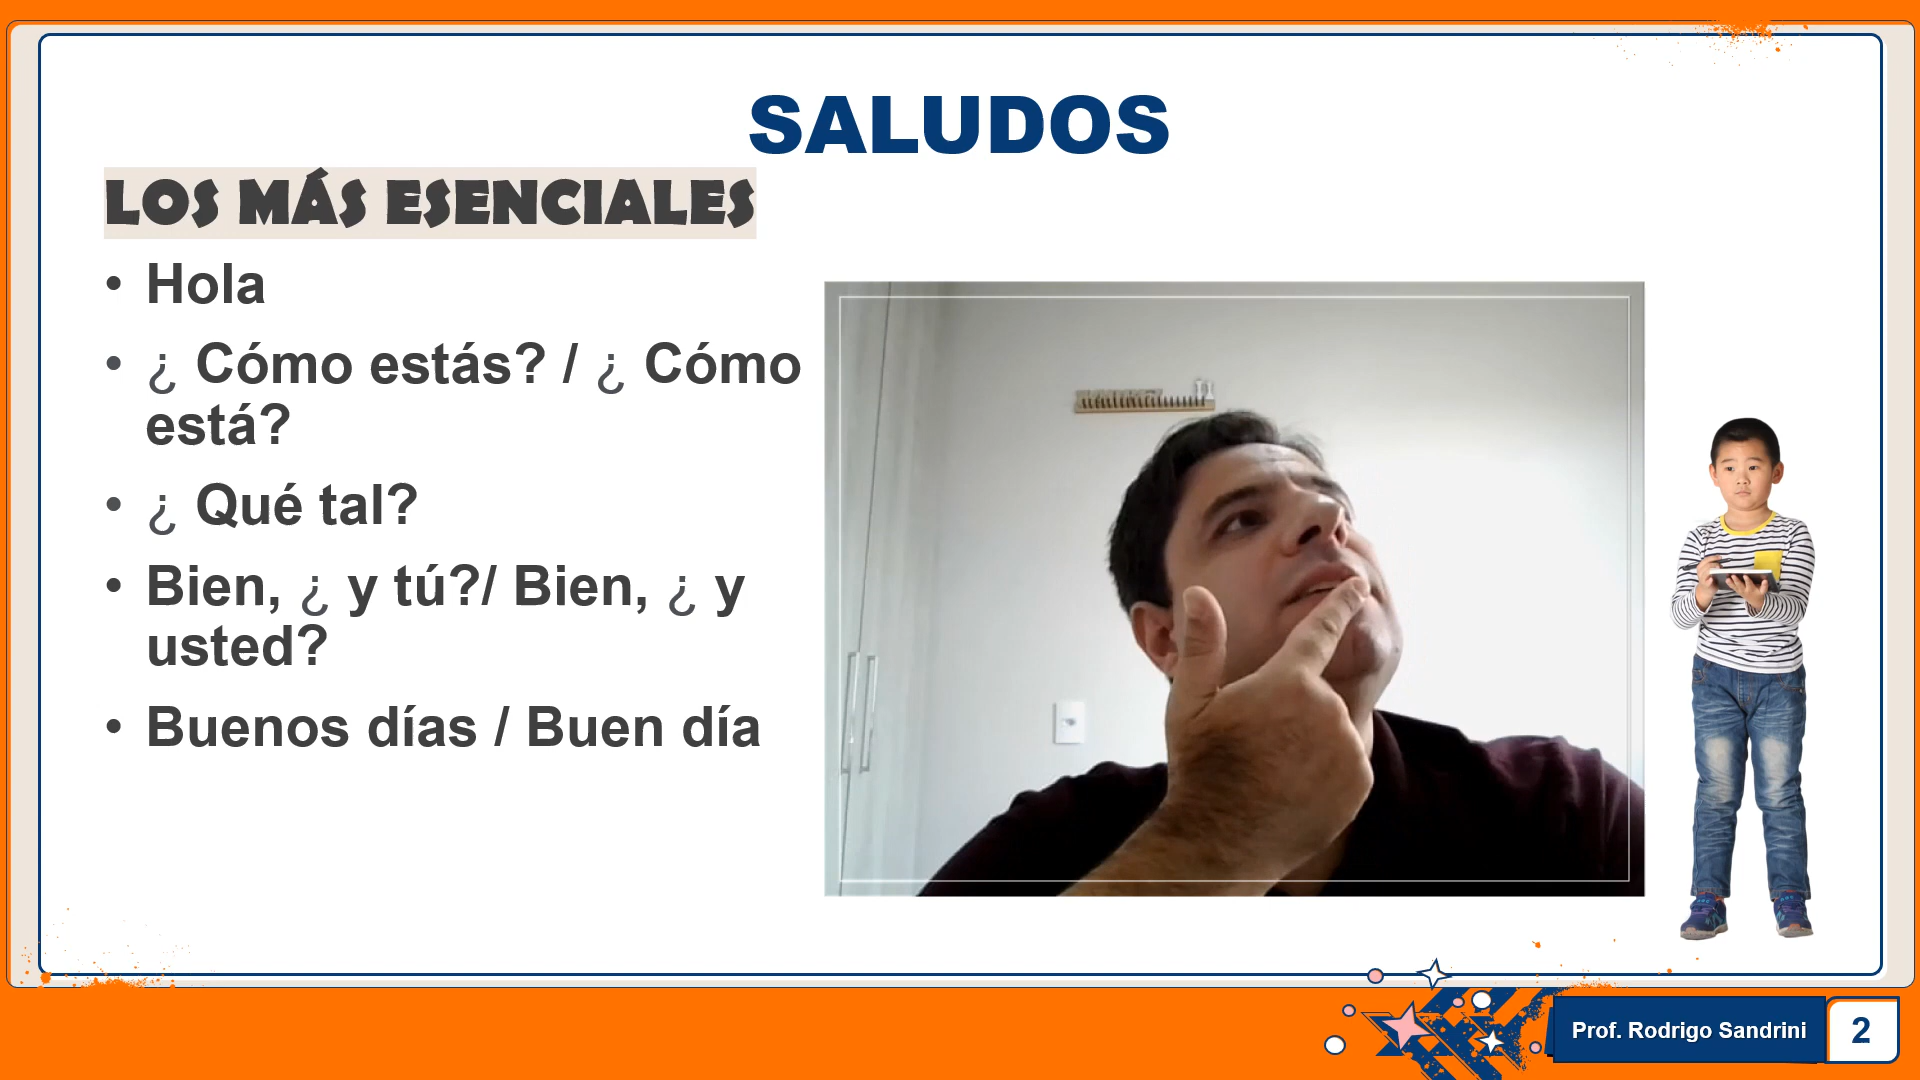 SALUDOS
LOS MÁS ESENCIALES
• Hola
• ¿ Cómo estás? / ¿ Cómo
está?
• ¿ Qué tal?
• Bien, ¿ y tú?/ Bien, ¿ y
usted?
• Buenos días / Buen día
Prof. Rodrigo Sandrini
2